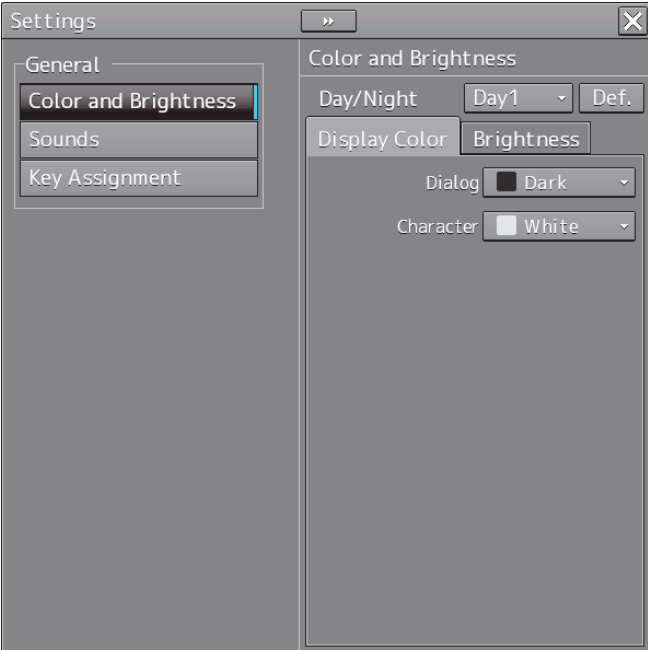 Settings
General
Color and Brightness
Sounds
Key Assignment
Color and Brightness
Day/Night Day1 Def.
Display Color Brightness
Dialog Dark
Character White